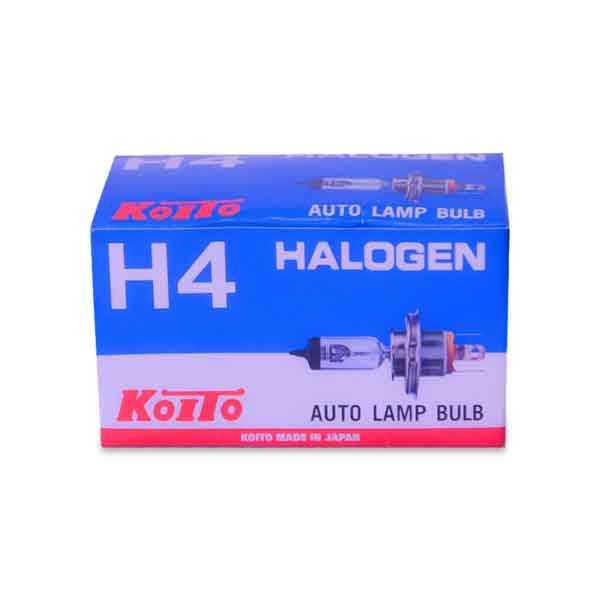 H4 HALOGEN
KOITO AUTO LAMP BULB
H4 HALOGEN
KOITO AUTO LAMP BULB
KOITO MADE IN JAPAN